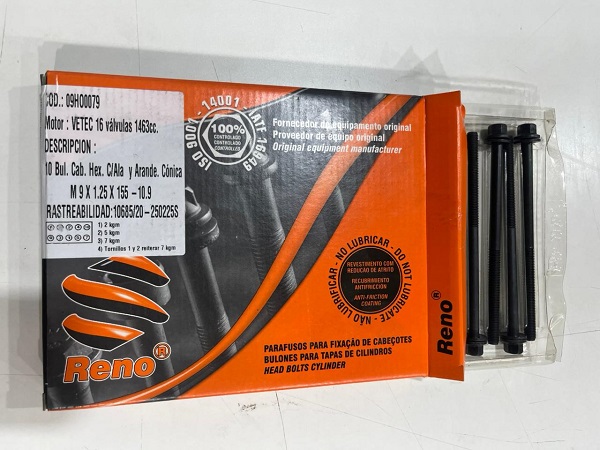 COD.: 09HO0079
Motor : VETEC 16 válvulas 1463cc.
DESCRIPCION :
10 Bul. Cab. Hex. C/Ala y Arande. Cónica
M 9 X 1.25 X 155 - 10.9
RASTREABILIDAD:10685/20-250225S
1) 2 kgm
2) 5 kgm
3) 7 kgm
4) Tornillos 1 y 2 reiterar 7 kgm
ISO 9001 - 14001 - IATF 16949
100%
CONTROLADO
CONTROLADO
CONTROLLED
Fornecedor de equipamento original
Proveedor de equipo original
Original equipment manufacturer
NO LUBRICAR - DO NOT LUBRICATE - NÃO LUBRIFICAR -
REVESTIMENTO COM
REDUÇÃO DE ATRITO
RECUBRIMIENTO
ANTIFRICCIÓN
ANTI-FRICTION
COATING
Reno ®
PARAFUSOS PARA FIXAÇÃO DE CABEÇOTES
BULONES PARA TAPAS DE CILINDROS
HEAD BOLTS CYLINDER
Reno ®